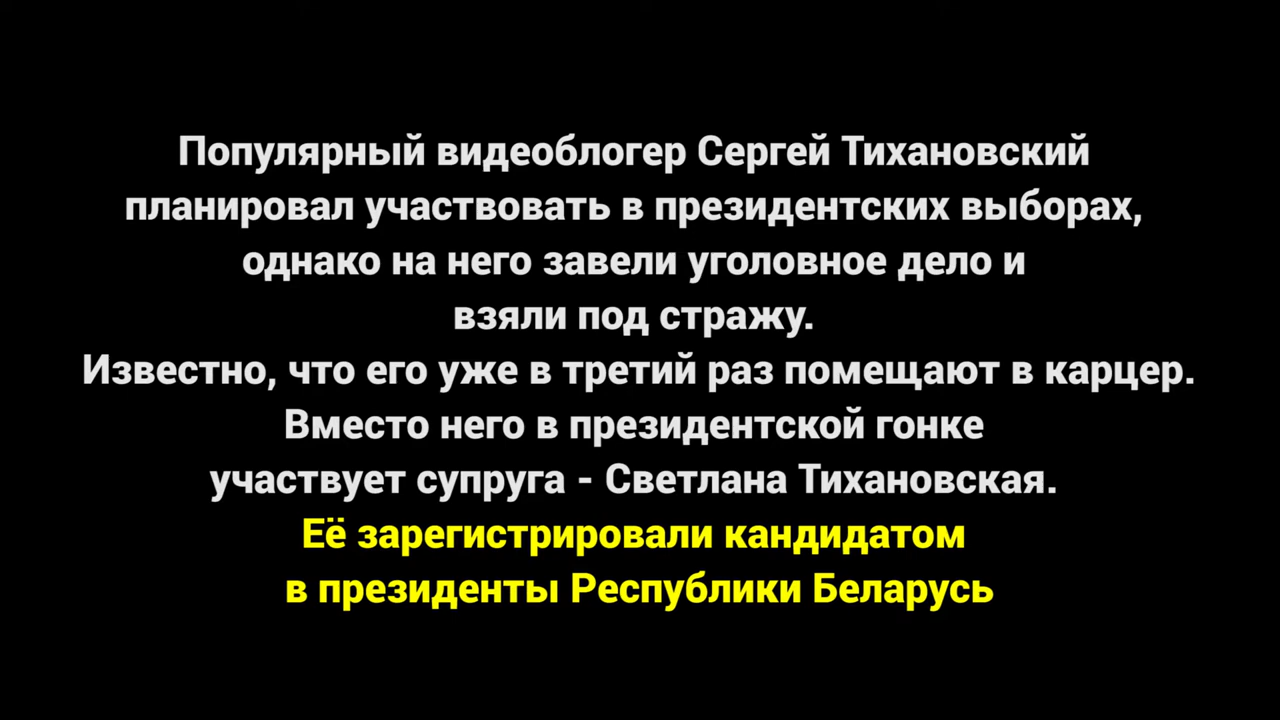 Популярный видеоблогер Сергей Тихановский
планировал участвовать в президентских выборах,
однако на него завели уголовное дело и
взяли под стражу.
Известно, что его уже в третий раз помещают в карцер.
Вместо него в президентской гонке
участвует супруга - Светлана Тихановская.
Её зарегистрировали кандидатом
в президенты Республики Беларусь